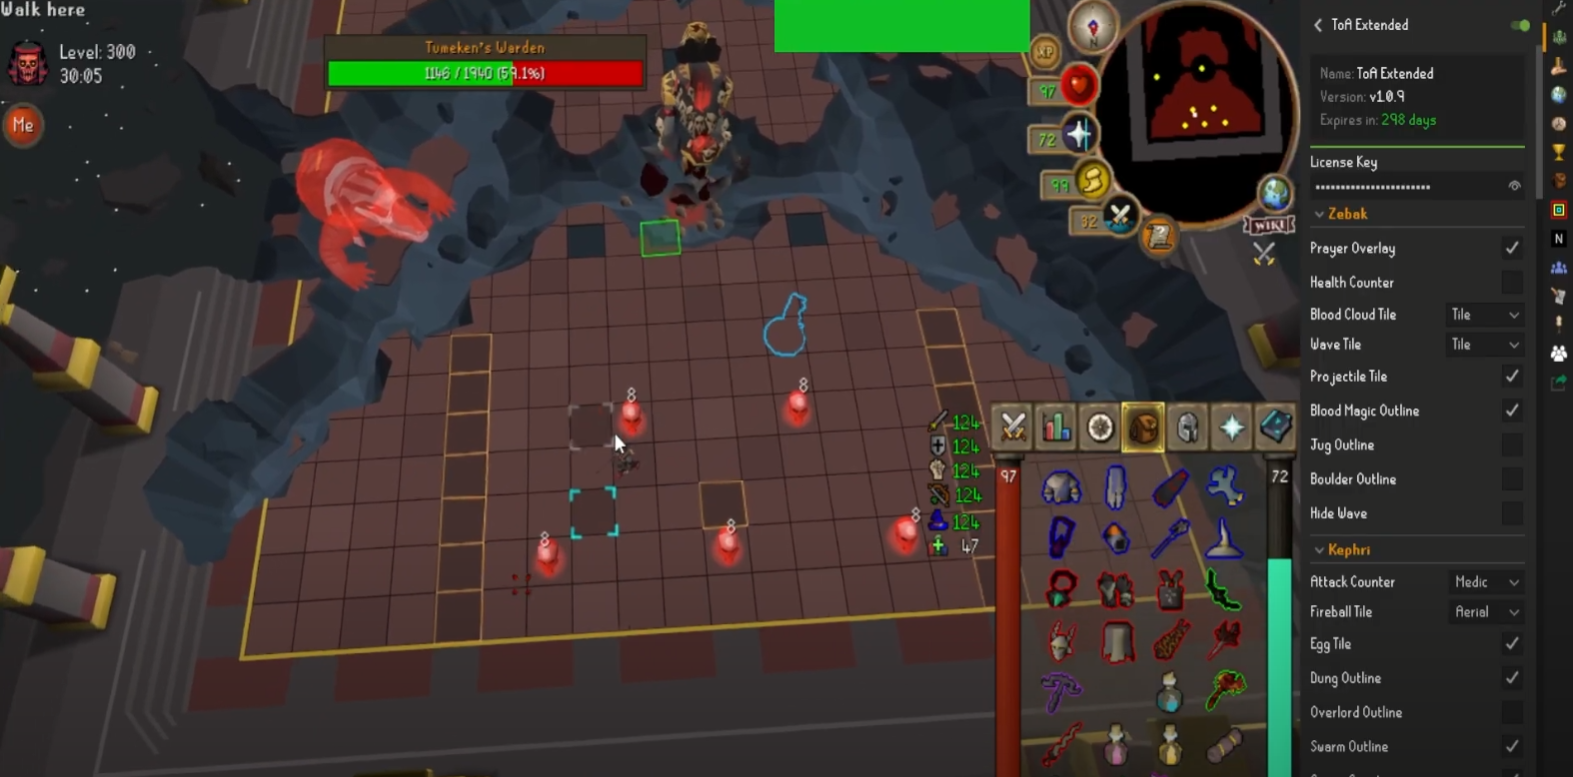 Walk here
Level: 300
30:05
Me
Tumeken's Warden
1146 / 1940 (59.1%)
XP
97
72
99
32
N
WIKI
8
8
8
8
8
124
124
124
124
124
47
97
72
ToA Extended
Name: ToA Extended
Version: v1.0.9
Expires in: 298 days
License Key
Zebak
Prayer Overlay
Health Counter
Blood Cloud Tile Tile
Wave Tile Tile
Projectile Tile
Blood Magic Outline
Jug Outline
Boulder Outline
Hide Wave
Kephri
Attack Counter Medic
Fireball Tile Aerial
Egg Tile
Dung Outline
Overlord Outline
Swarm Outline
N